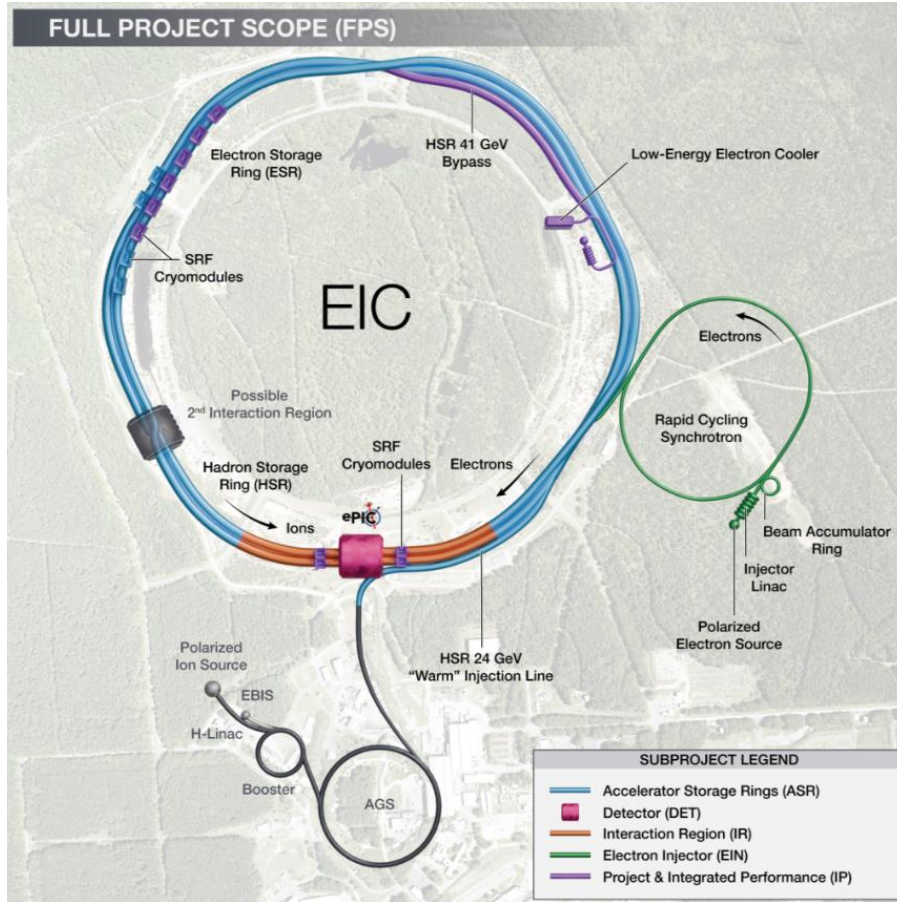 FULL PROJECT SCOPE (FPS)
Electron Storage
Ring (ESR)
HSR 41 GeV
Bypass
Low-Energy Electron Cooler
SRF
Cryomodules
EIC
Electrons
Possible
2nd Interaction Region
Rapid Cycling
Synchrotron
SRF
Cryomodules
Electrons
Hadron Storage
Ring (HSR)
Ions
ePIC
Beam Accumulator
Ring
Injector
Linac
Polarized
Electron Source
Polarized
Ion Source
HSR 24 GeV
“Warm” Injection Line
EBIS
H-Linac
Booster
AGS
SUBPROJECT LEGEND
Accelerator Storage Rings (ASR)
Detector (DET)
Interaction Region (IR)
Electron Injector (EIN)
Project & Integrated Performance (IP)